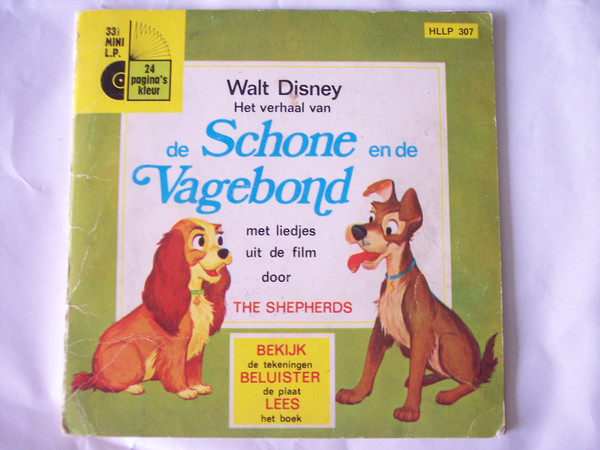 33⅓
MINI
L.P.
24
pagina's
kleur
HLLP 307
Walt Disney
Het verhaal van
de Schone en de
Vagebond
met liedjes
uit de film
door
THE SHEPHERDS
BEKIJK
de tekeningen
BELUISTER
de plaat
LEES
het boek